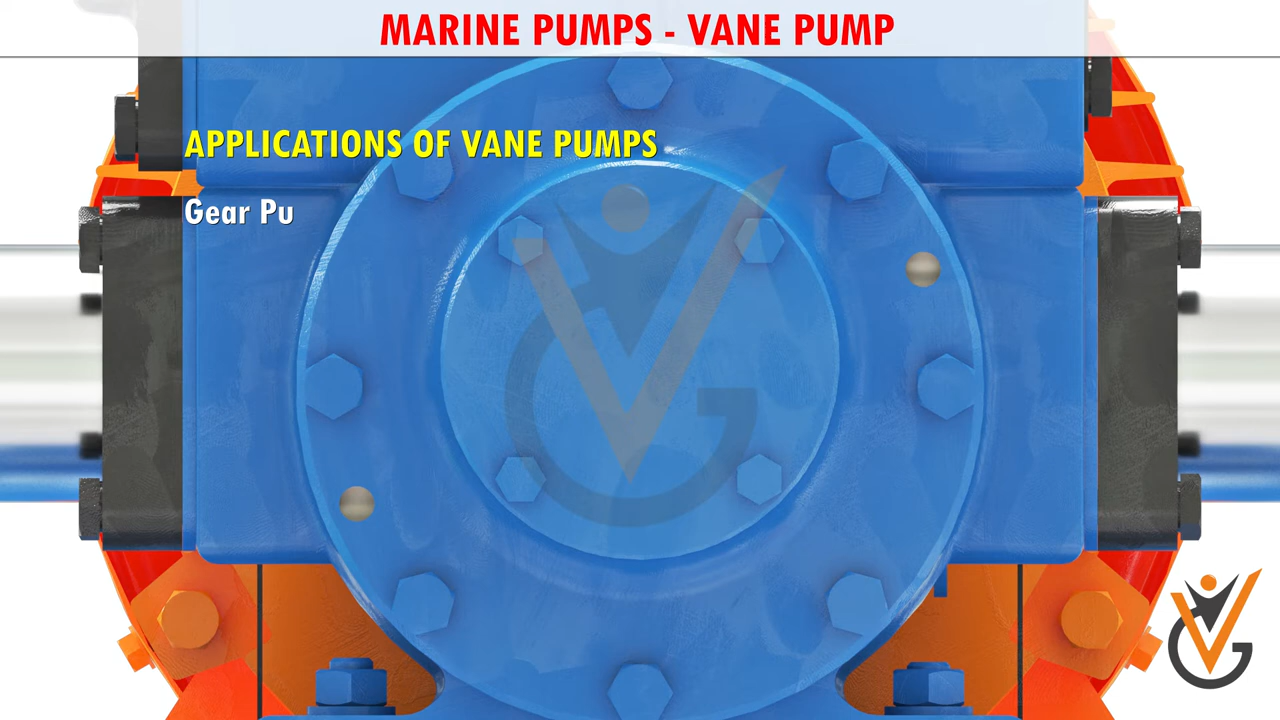 MARINE PUMPS - VANE PUMP
APPLICATIONS OF VANE PUMPS
Gear Pu